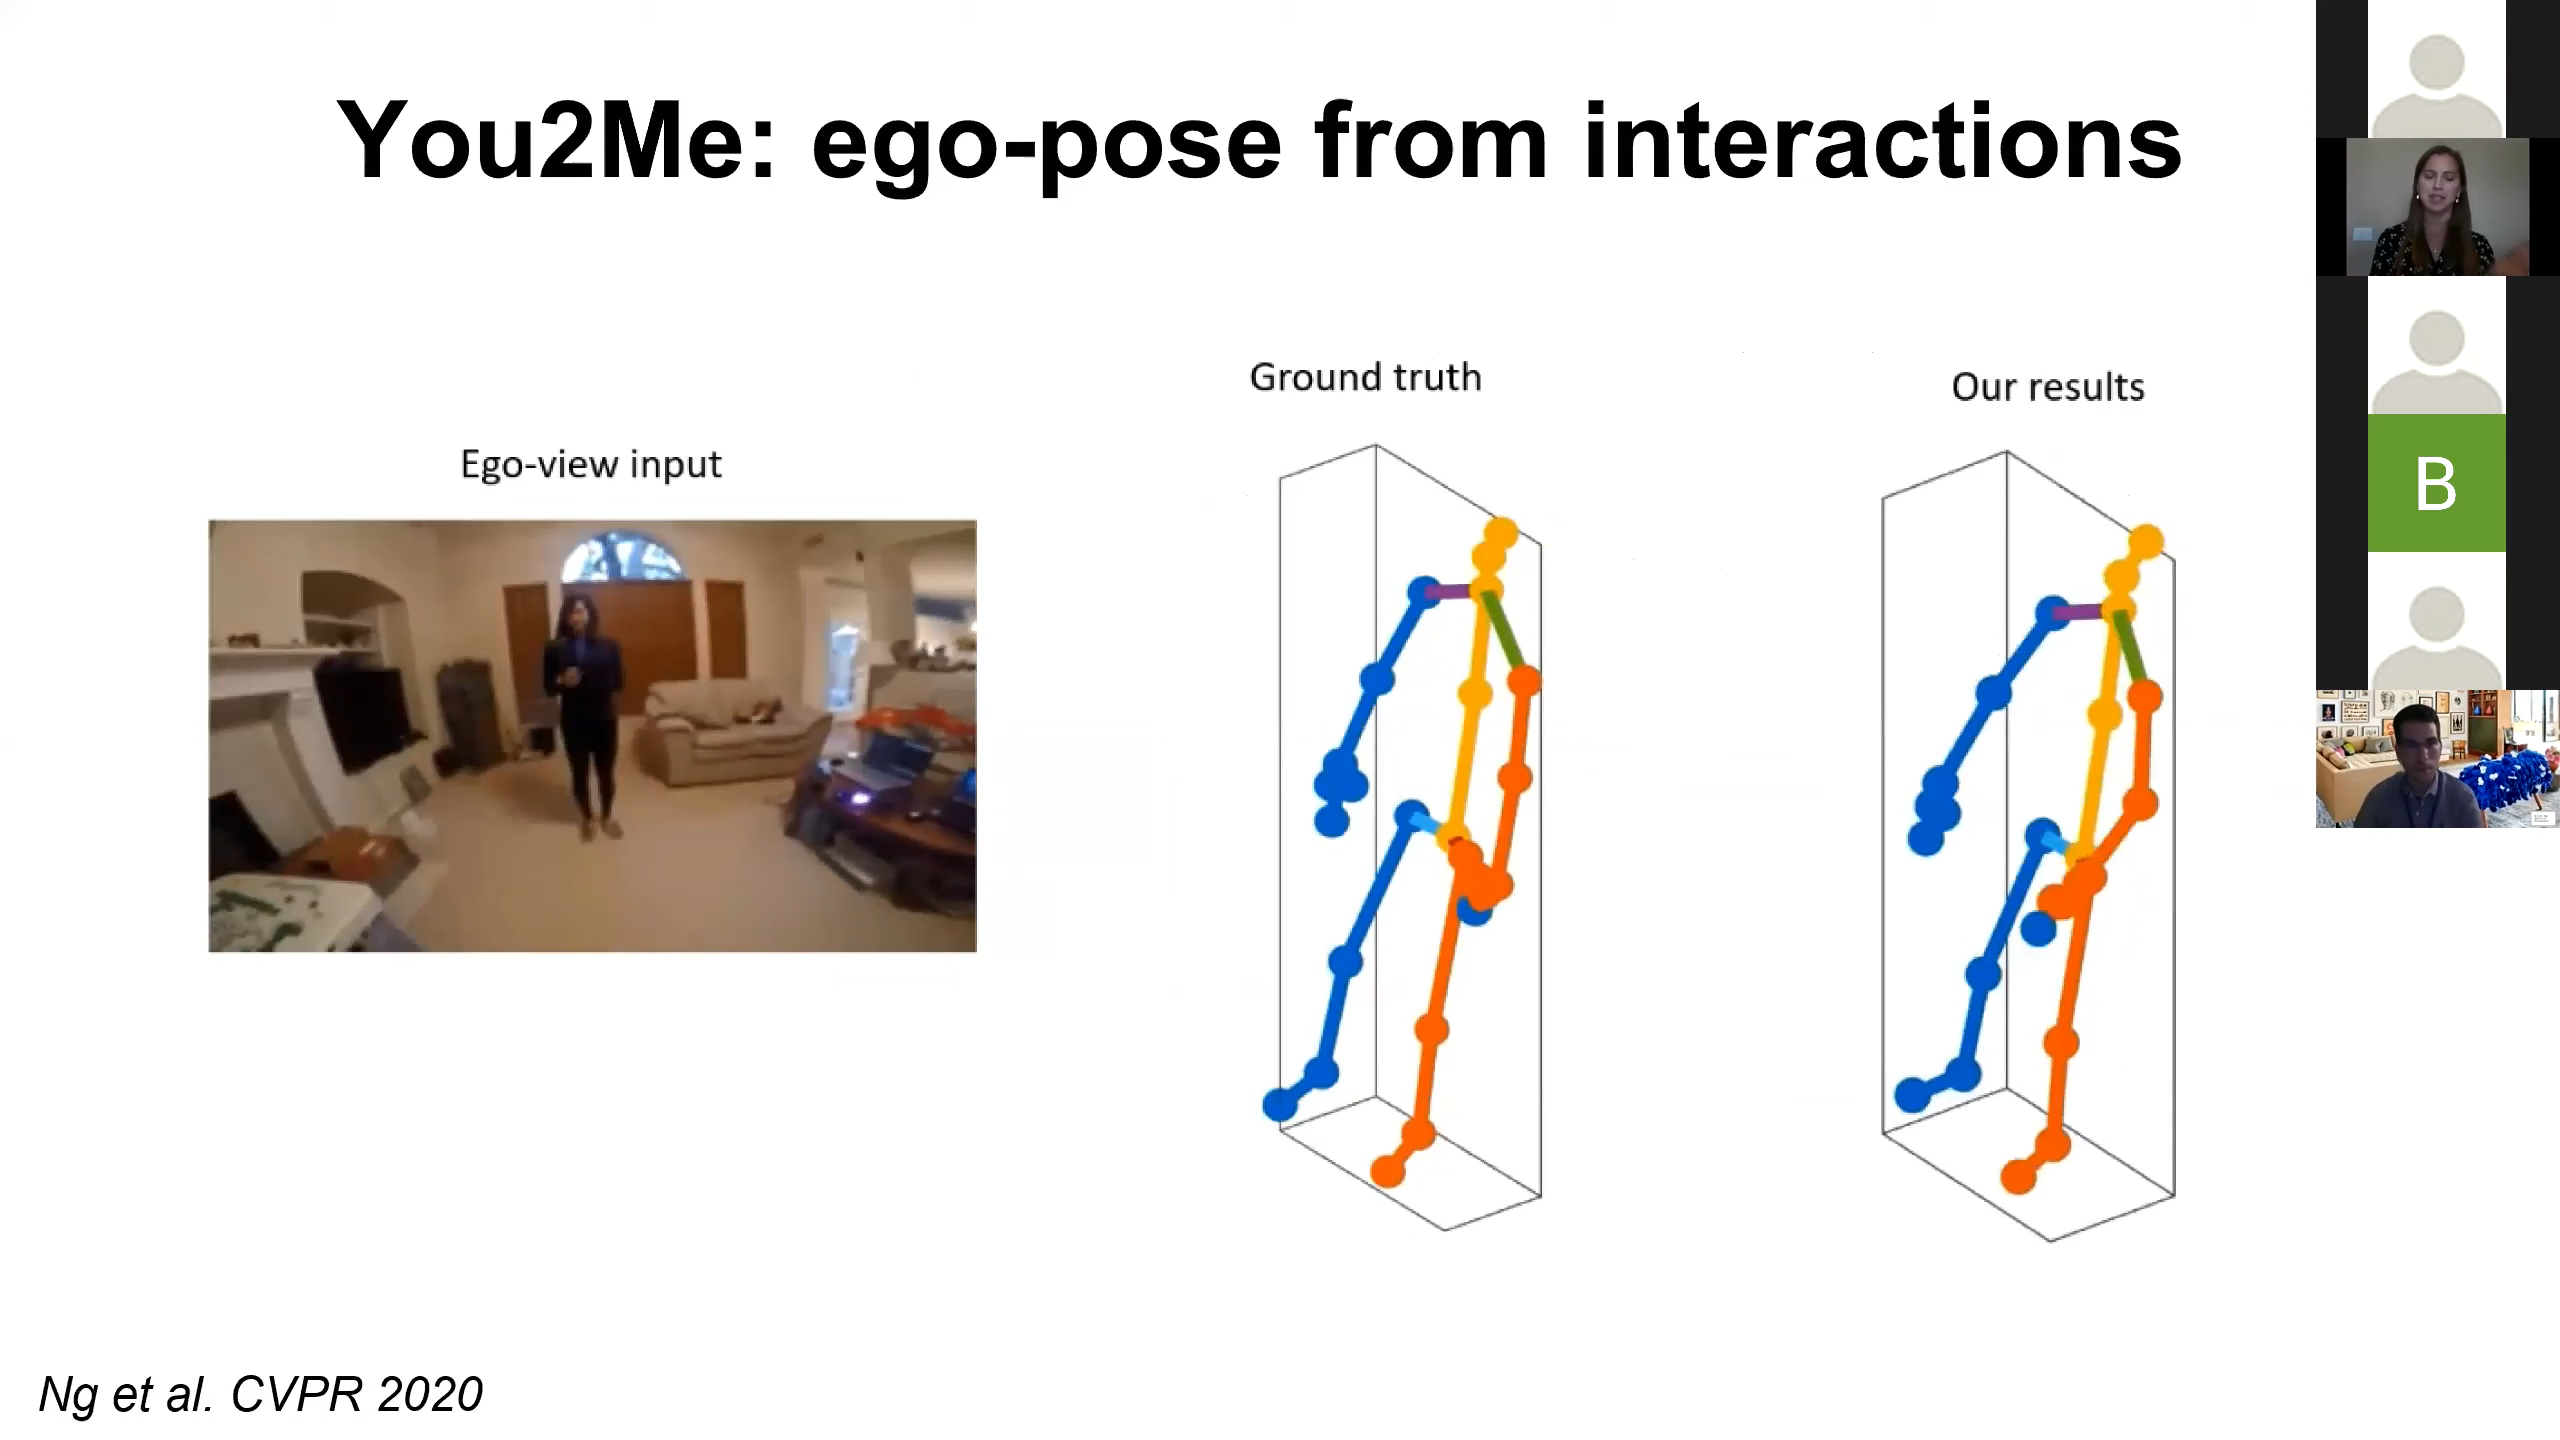 You2Me: ego-pose from interactions
Ground truth
Our results
Ego-view input
B
Ng et al. CVPR 2020